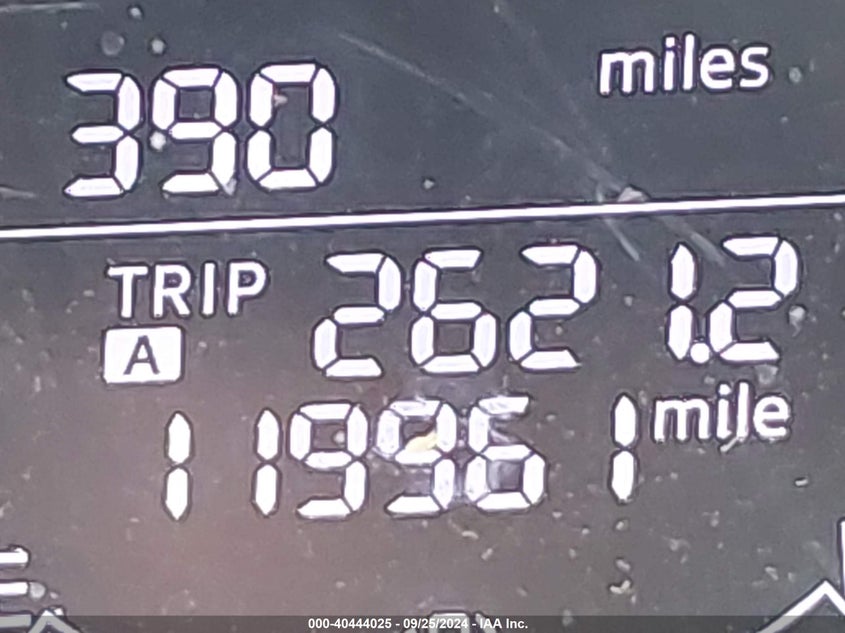 390 miles
TRIP A 2621.2
119961 mile
000-40444025 - 09/25/2024 - IAA Inc.